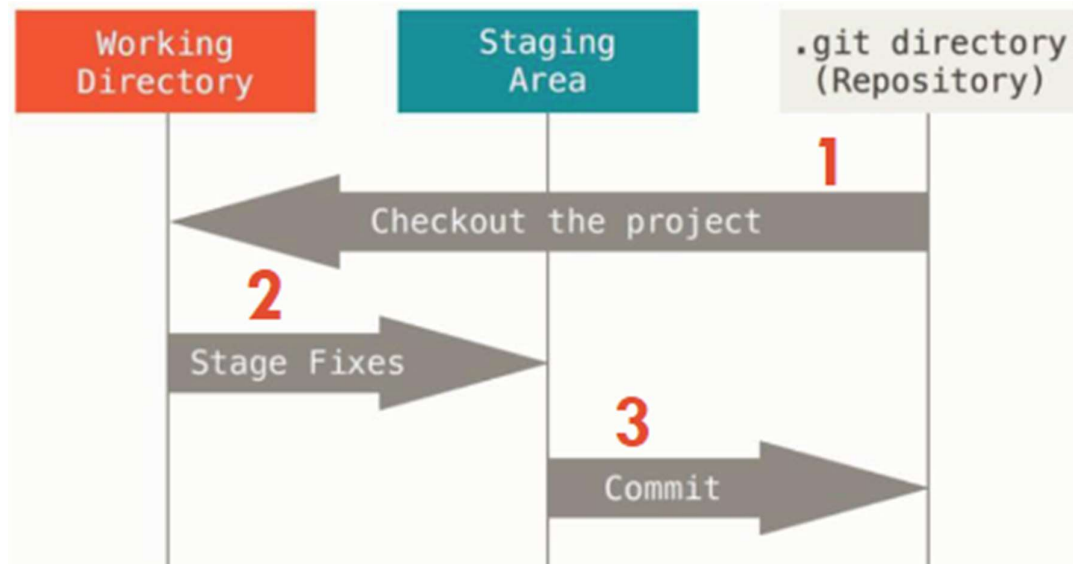 Working
Directory
Staging
Area
.git directory
(Repository)
1
Checkout the project
2
Stage Fixes
3
Commit